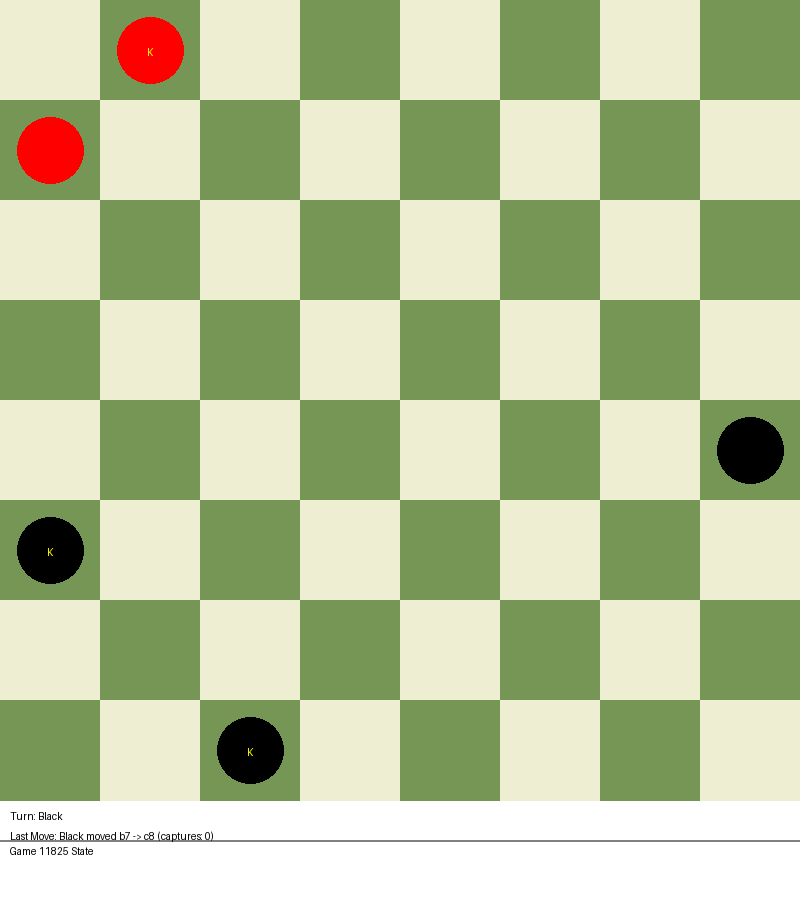 K
K
K
Turn: Black
Last Move: Black moved b7 -> c8 (captures: 0)
Game 11825 State